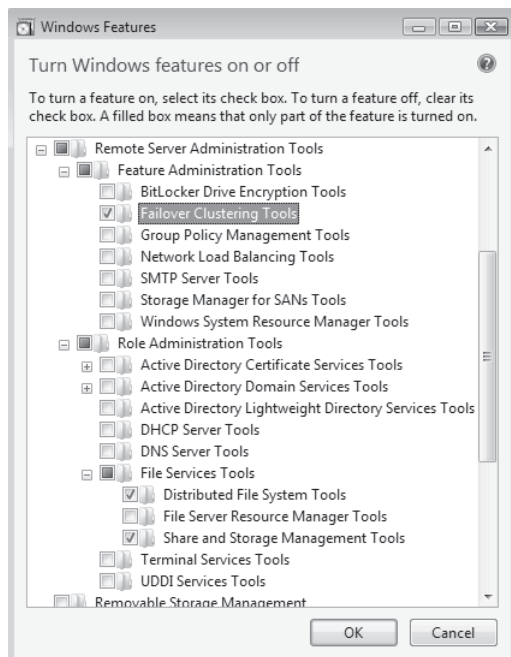 Windows Features
Turn Windows features on or off
To turn a feature on, select its check box. To turn a feature off, clear its
check box. A filled box means that only part of the feature is turned on.
Remote Server Administration Tools
Feature Administration Tools
BitLocker Drive Encryption Tools
Failover Clustering Tools
Group Policy Management Tools
Network Load Balancing Tools
SMTP Server Tools
Storage Manager for SANs Tools
Windows System Resource Manager Tools
Role Administration Tools
Active Directory Certificate Services Tools
Active Directory Domain Services Tools
Active Directory Lightweight Directory Services Tools
DHCP Server Tools
DNS Server Tools
File Services Tools
Distributed File System Tools
File Server Resource Manager Tools
Share and Storage Management Tools
Terminal Services Tools
UDDI Services Tools
Removable Storage Management
OK Cancel